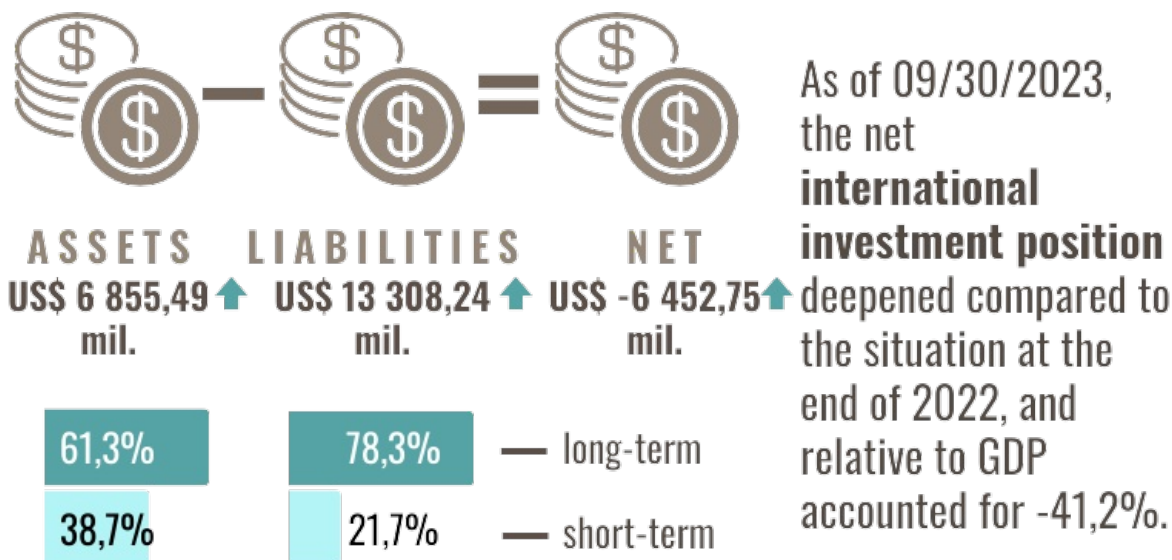 ASSETS
US$ 6 855,49
mil.
LIABILITIES
US$ 13 308,24
mil.
NET
US$ -6 452,75
mil.
61,3%
78,3%
long-term
38,7%
21,7%
short-term
As of 09/30/2023,
the net
international
investment position
deepened compared to
the situation at the
end of 2022, and
relative to GDP
accounted for -41,2%.